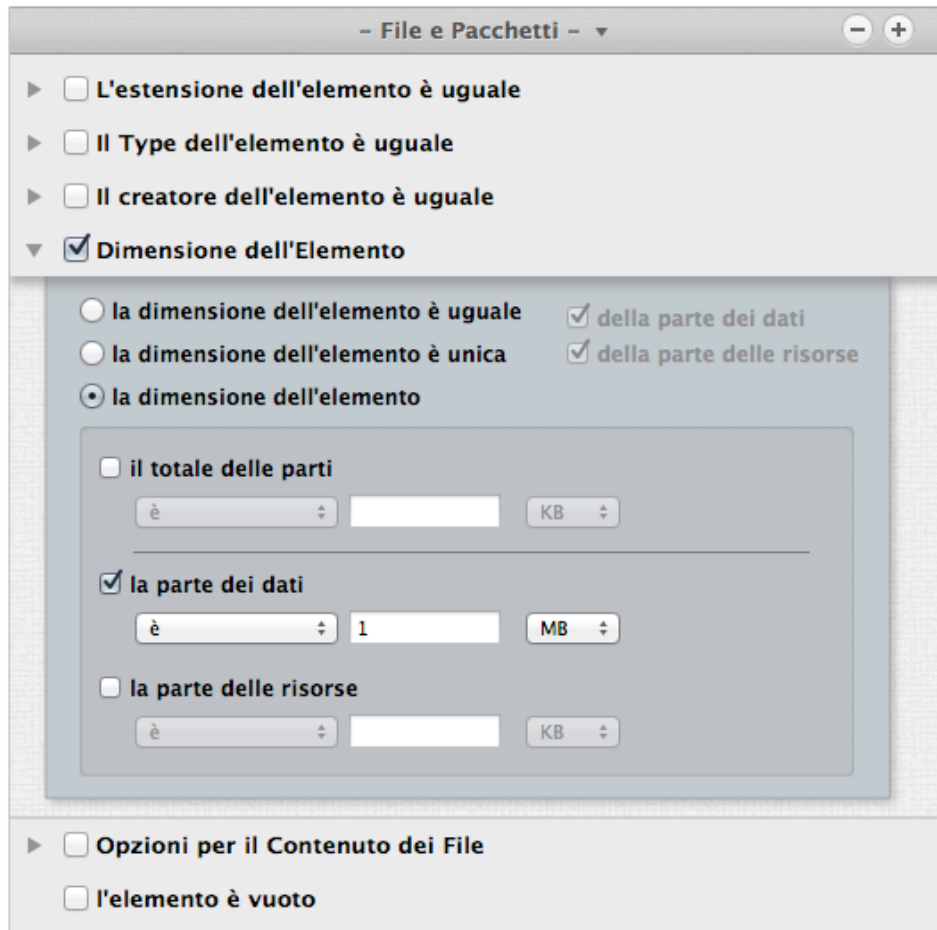 – File e Pacchetti –
L'estensione dell'elemento è uguale
Il Type dell'elemento è uguale
Il creatore dell'elemento è uguale
Dimensione dell'Elemento
la dimensione dell'elemento è uguale
della parte dei dati
la dimensione dell'elemento è unica
della parte delle risorse
la dimensione dell'elemento
il totale delle parti
è KB
la parte dei dati
è 1 MB
la parte delle risorse
è KB
Opzioni per il Contenuto dei File
l'elemento è vuoto